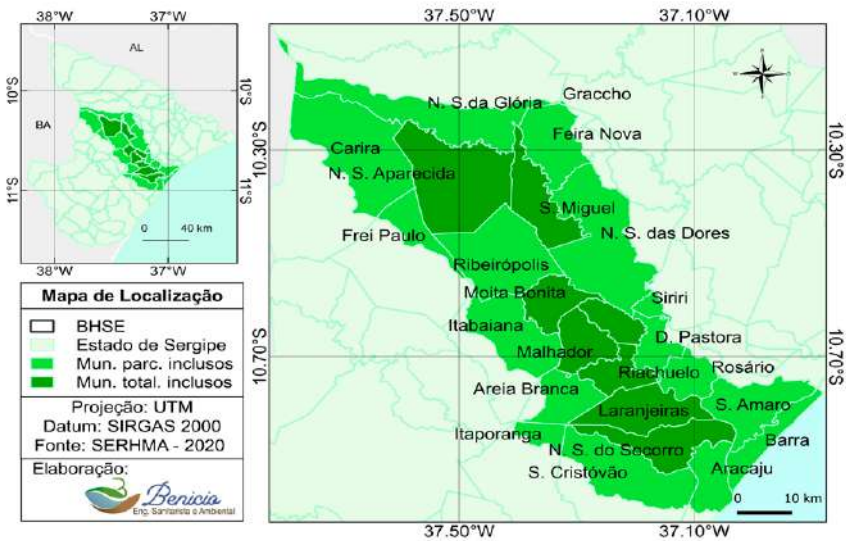 38°W
37°W
AL
10°S
10°S
BA
11°S
11°S
0
40 km
38°W
37°W
Mapa de Localização
BHSE
Estado de Sergipe
Mun. parc. inclusos
Mun. total. inclusos
Projeção: UTM
Datum: SIRGAS 2000
Fonte: SERHMA - 2020
Elaboração:
Benício
Eng. Sanitarista e Ambiental
37.50°W
37.10°W
N. S.da Glória
Graccho
Feira Nova
10.30°S
10.30°S
Carira
N. S. Aparecida
S. Miguel
Frei Paulo
N. S. das Dores
Ribeirópolis
Moita Bonita
Siriri
Itabaiana
D. Pastora
10.70°S
Malhador
10.70°S
Riachuelo
Rosário
Areia Branca
S. Amaro
Laranjeiras
Itaporanga
Barra
N. S. do Socorro
S. Cristóvão
Aracaju
0
10 km
37.50°W
37.10°W